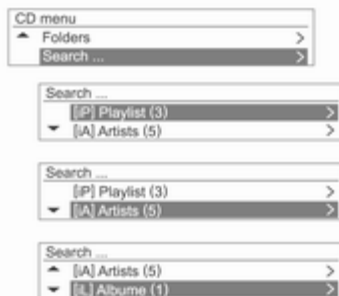 CD menu
Folders
Search ...
Search ...
[iP] Playlist (3)
[iA] Artists (5)
Search ...
[iP] Playlist (3)
[iA] Artists (5)
Search ...
[iA] Artists (5)
[iL] Albume (1)